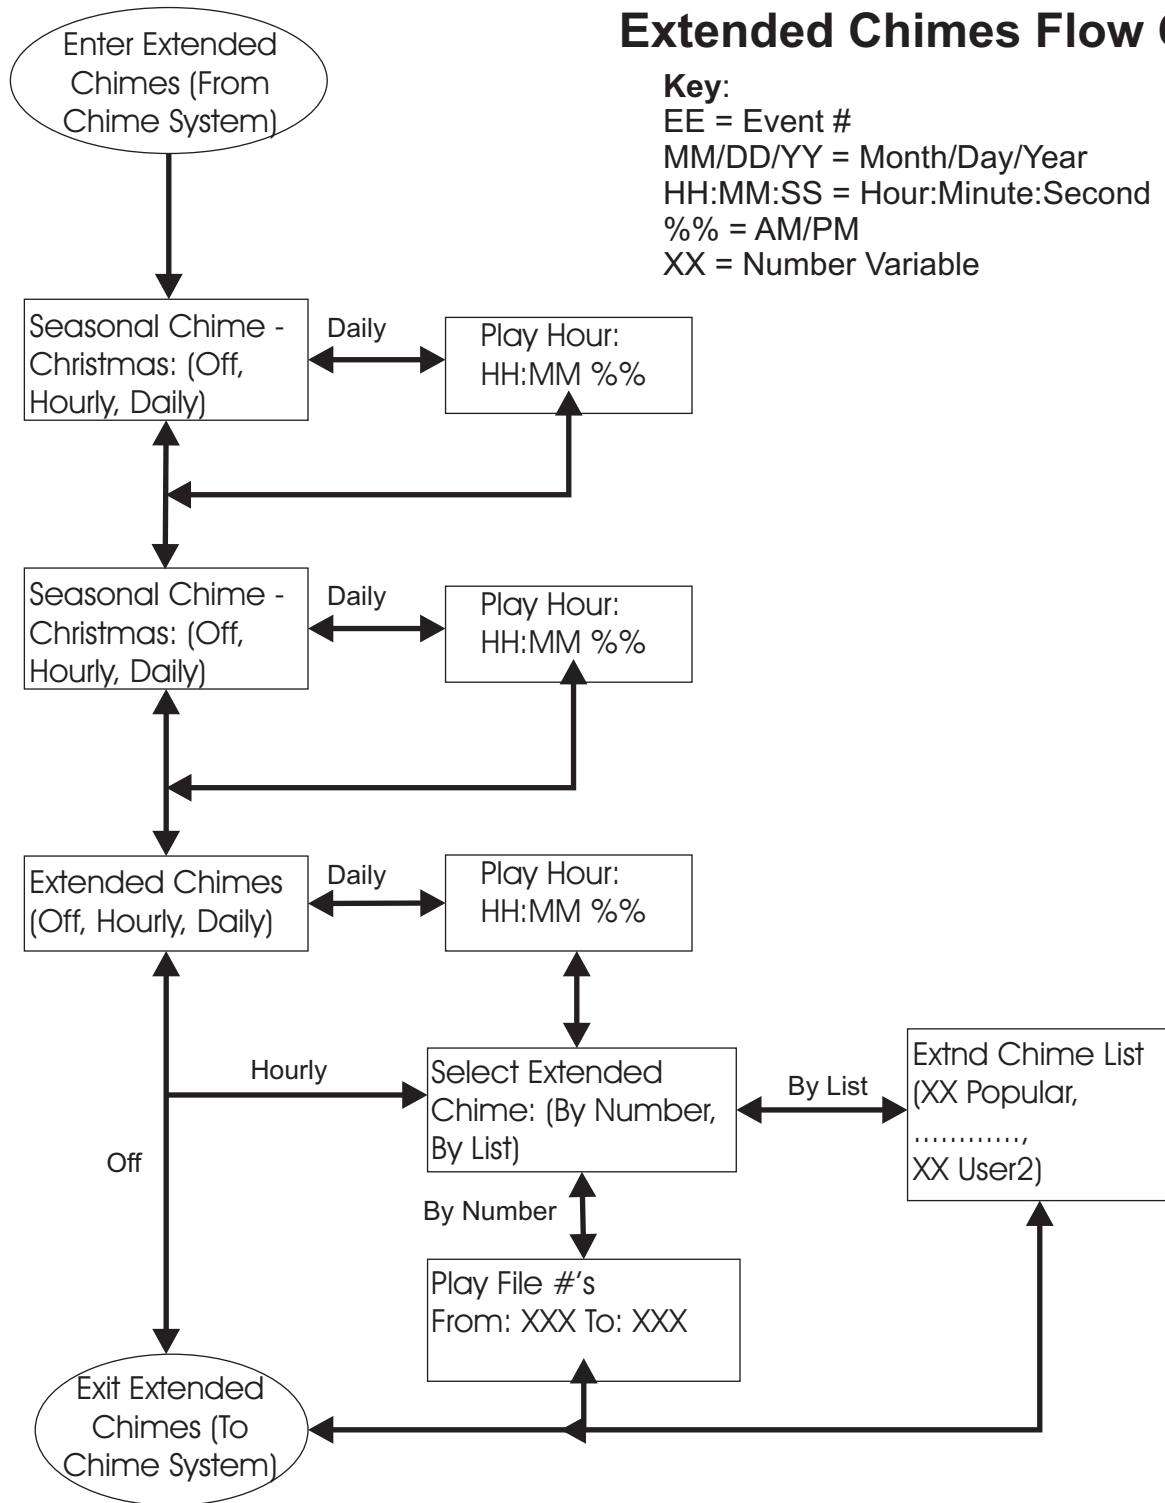 Extended Chimes Flow
Key:
EE = Event #
MM/DD/YY = Month/Day/Year
HH:MM:SS = Hour:Minute:Second
%% = AM/PM
XX = Number Variable
Enter Extended
Chimes (From
Chime System)
Seasonal Chime -
Christmas: (Off,
Hourly, Daily)
Daily
Play Hour:
HH:MM %%
Seasonal Chime -
Christmas: (Off,
Hourly, Daily)
Daily
Play Hour:
HH:MM %%
Extended Chimes
(Off, Hourly, Daily)
Daily
Play Hour:
HH:MM %%
Hourly
Off
Select Extended
Chime: (By Number,
By List)
By List
Extnd Chime List
(XX Popular,
............,
XX User2)
By Number
Play File #'s
From: XXX To: XXX
Exit Extended
Chimes (To
Chime System)